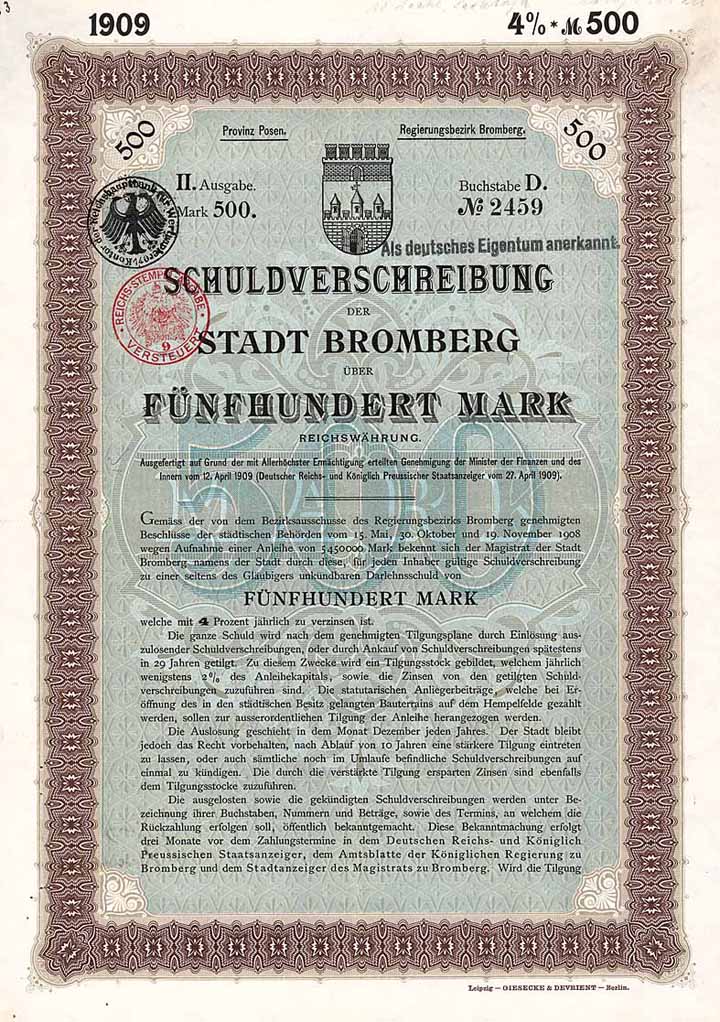 3
1909
4% * M 500
500
500
Provinz Posen.
Regierungsbezirk Bromberg.
II. Ausgabe.
Mark 500.
Buchstabe D.
№ 2459
Als deutsches Eigentum anerkannt.
REICHS-STEMPELABGABE
9
VERSTEUERT
SCHULDVERSCHREIBUNG
DER
STADT BROMBERG
ÜBER
FÜNFHUNDERT MARK
REICHSWÄHRUNG.
Ausgefertigt auf Grund der mit Allerhöchster Ermächtigung erteilten Genehmigung der Minister der Finanzen und des
Innern vom 12. April 1909 (Deutscher Reichs- und Königlich Preussischer Staatsanzeiger vom 27. April 1909).
500
MARK
Gemäss der von dem Bezirksausschusse des Regierungsbezirks Bromberg genehmigten
Beschlüsse der städtischen Behörden vom 15. Mai, 30. Oktober und 19. November 1908
wegen Aufnahme einer Anleihe von 5450000 Mark bekennt sich der Magistrat der Stadt
Bromberg namens der Stadt durch diese, für jeden Inhaber gültige Schuldverschreibung
zu einer seitens des Gläubigers unkündbaren Darlehnsschuld von
FÜNFHUNDERT MARK
welche mit 4 Prozent jährlich zu verzinsen ist.
Die ganze Schuld wird nach dem genehmigten Tilgungsplane durch Einlösung aus-
zulosender Schuldverschreibungen, oder durch Ankauf von Schuldverschreibungen spätestens
in 29 Jahren getilgt. Zu diesem Zwecke wird ein Tilgungsstock gebildet, welchem jährlich
wenigstens 2% des Anleihekapitals, sowie die Zinsen von den getilgten Schuld-
verschreibungen zuzuführen sind. Die statutarischen Anliegerbeiträge, welche bei Er-
öffnung des in den städtischen Besitz gelangten Bauterrains auf dem Hempelfelde gezahlt
werden, sollen zur ausserordentlichen Tilgung der Anleihe herangezogen werden.
Die Auslosung geschieht in dem Monat Dezember jeden Jahres. Der Stadt bleibt
jedoch das Recht vorbehalten, nach Ablauf von 10 Jahren eine stärkere Tilgung eintreten
zu lassen, oder auch sämtliche noch im Umlaufe befindliche Schuldverschreibungen auf
einmal zu kündigen. Die durch die verstärkte Tilgung ersparten Zinsen sind ebenfalls
dem Tilgungsstocke zuzuführen.
Die ausgelosten sowie die gekündigten Schuldverschreibungen werden unter Be-
zeichnung ihrer Buchstaben, Nummern und Beträge, sowie des Termins, an welchem die
Rückzahlung erfolgen soll, öffentlich bekanntgemacht. Diese Bekanntmachung erfolgt
drei Monate vor dem Zahlungstermine in dem Deutschen Reichs- und Königlich
Preussischen Staatsanzeiger, dem Amtsblatte der Königlichen Regierung zu
Bromberg und dem Stadtanzeiger des Magistrats zu Bromberg. Wird die Tilgung
Leipzig — GIESECKE & DEVRIENT — Berlin.